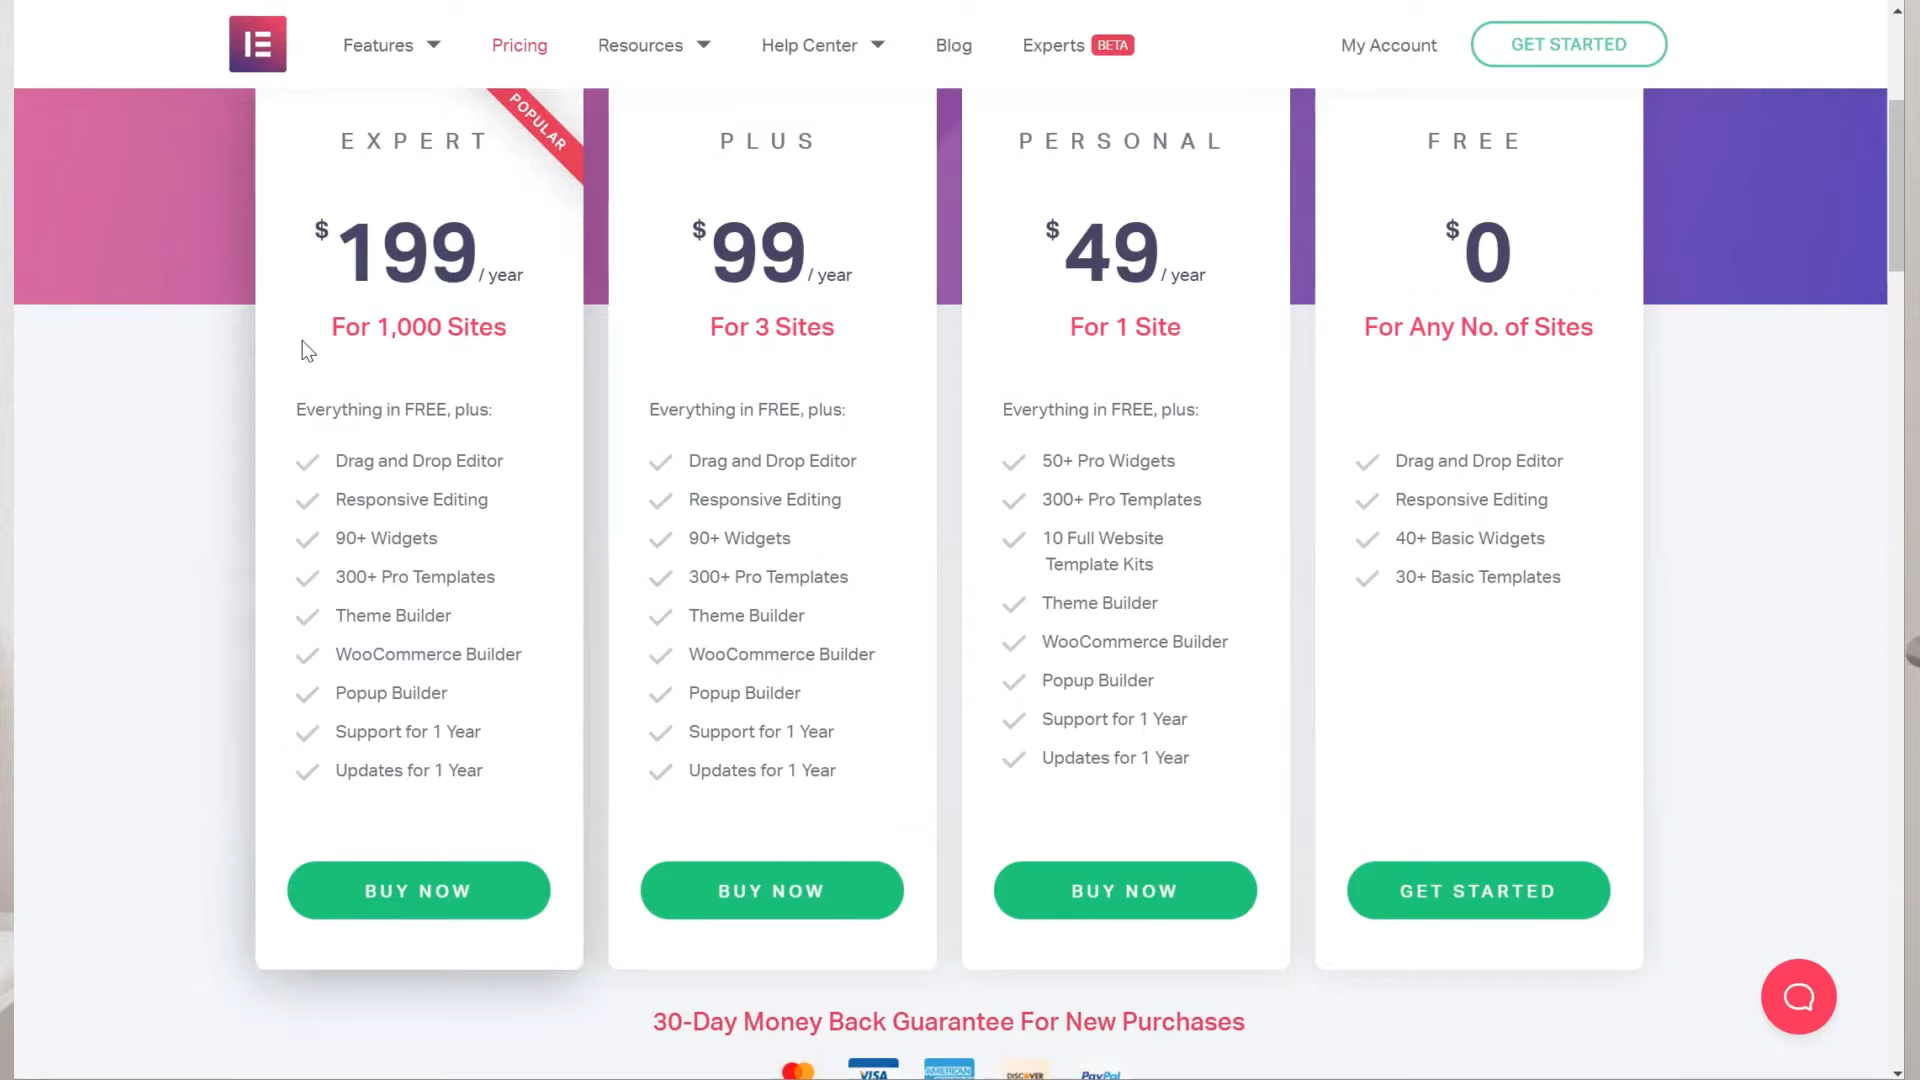 Features
Pricing
Resources
Help Center
Blog
Experts BETA
My Account
GET STARTED
POPULAR
EXPERT
$199/ year
For 1,000 Sites
Everything in FREE, plus:
Drag and Drop Editor
Responsive Editing
90+ Widgets
300+ Pro Templates
Theme Builder
WooCommerce Builder
Popup Builder
Support for 1 Year
Updates for 1 Year
BUY NOW
PLUS
$99/ year
For 3 Sites
Everything in FREE, plus:
Drag and Drop Editor
Responsive Editing
90+ Widgets
300+ Pro Templates
Theme Builder
WooCommerce Builder
Popup Builder
Support for 1 Year
Updates for 1 Year
BUY NOW
PERSONAL
$49/ year
For 1 Site
Everything in FREE, plus:
50+ Pro Widgets
300+ Pro Templates
10 Full Website
Template Kits
Theme Builder
WooCommerce Builder
Popup Builder
Support for 1 Year
Updates for 1 Year
BUY NOW
FREE
$0
For Any No. of Sites
Drag and Drop Editor
Responsive Editing
40+ Basic Widgets
30+ Basic Templates
GET STARTED
30-Day Money Back Guarantee For New Purchases
VISA
AMERICAN
DISCOVER
PayPal